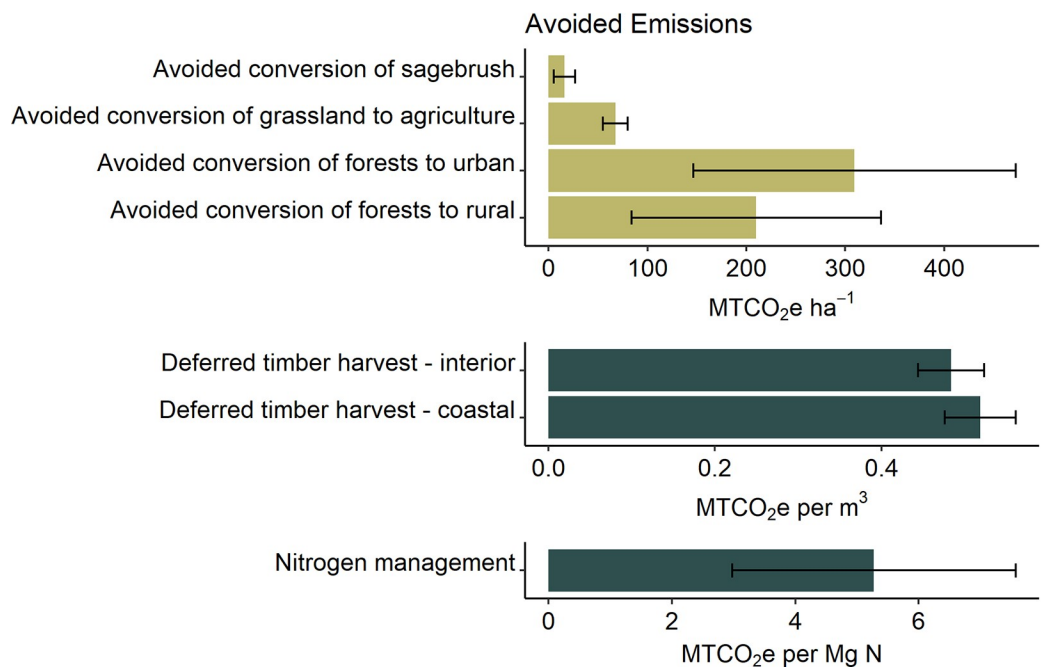 Avoided Emissions
Avoided conversion of sagebrush
Avoided conversion of grassland to agriculture
Avoided conversion of forests to urban
Avoided conversion of forests to rural
0 100 200 300 400
MTCO₂e ha⁻¹
Deferred timber harvest - interior
Deferred timber harvest - coastal
0.0 0.2 0.4
MTCO₂e per m³
Nitrogen management
0 2 4 6
MTCO₂e per Mg N